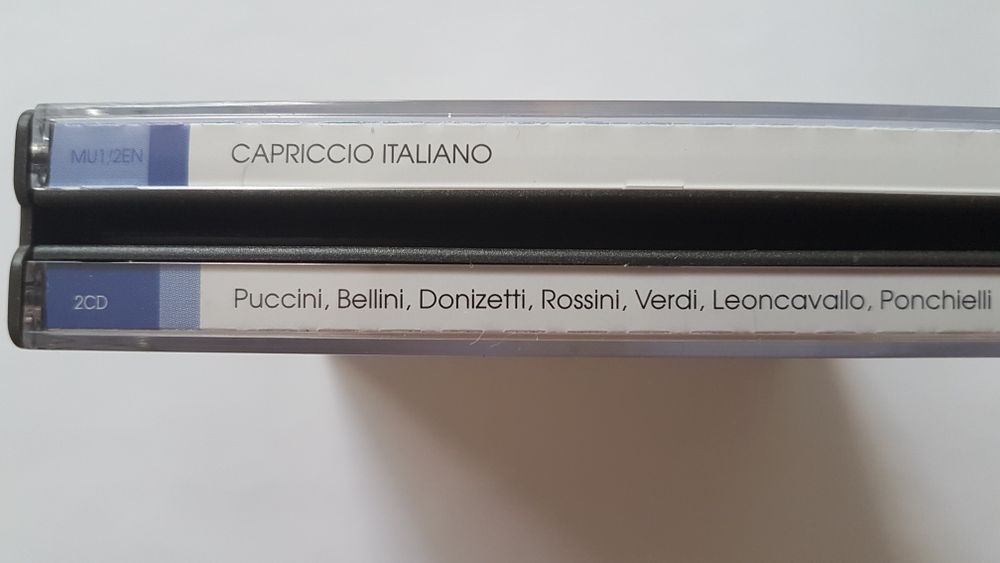 MU1/2EN
CAPRICCIO ITALIANO
2CD
Puccini, Bellini, Donizetti, Rossini, Verdi, Leoncavallo, Ponchielli